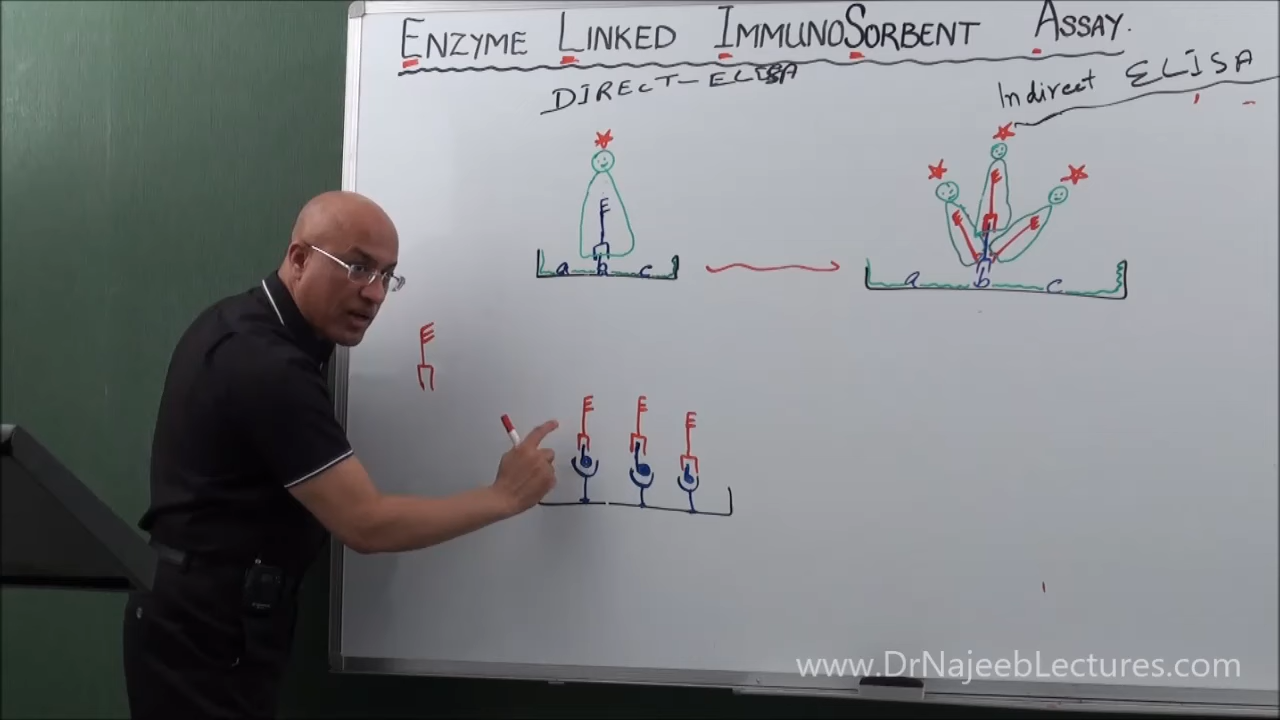 ENZYME LINKED IMMUNOSORBENT ASSAY.
DIRECT-ELISA
Indirect ELISA
E
E E E
a b c
a b c
E
E E E
b
www.DrNajeebLectures.com